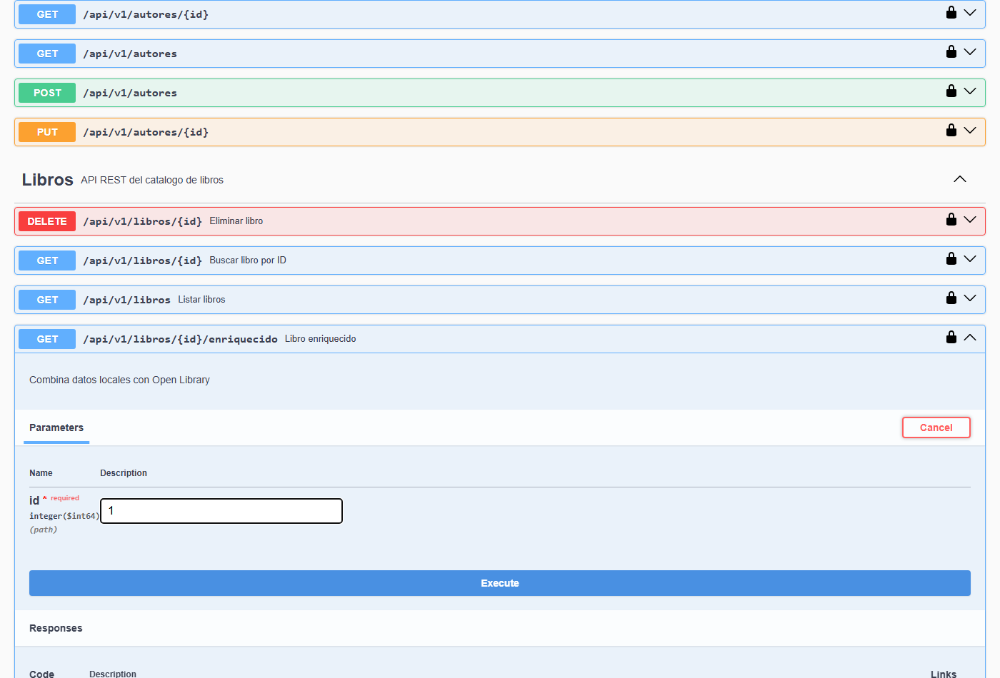 GET /api/v1/autores/{id}
GET /api/v1/autores
POST /api/v1/autores
PUT /api/v1/autores/{id}
Libros API REST del catalogo de libros
DELETE /api/v1/libros/{id} Eliminar libro
GET /api/v1/libros/{id} Buscar libro por ID
GET /api/v1/libros Listar libros
GET /api/v1/libros/{id}/enriquecido Libro enriquecido
Combina datos locales con Open Library
Parameters Cancel
Name Description
id * required
integer($int64) 1
(path)
Execute
Responses
Code Description Links